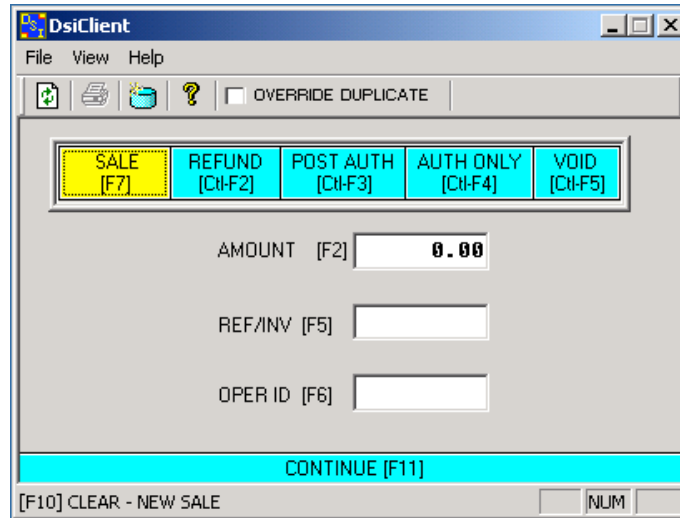 DsiClient
File View Help
OVERRIDE DUPLICATE
SALE REFUND POST AUTH AUTH ONLY VOID
[F7] [Ctl-F2] [Ctl-F3] [Ctl-F4] [Ctl-F5]
AMOUNT [F2] 0.00
REF/INV [F5]
OPER ID [F6]
CONTINUE [F11]
[F10] CLEAR - NEW SALE NUM